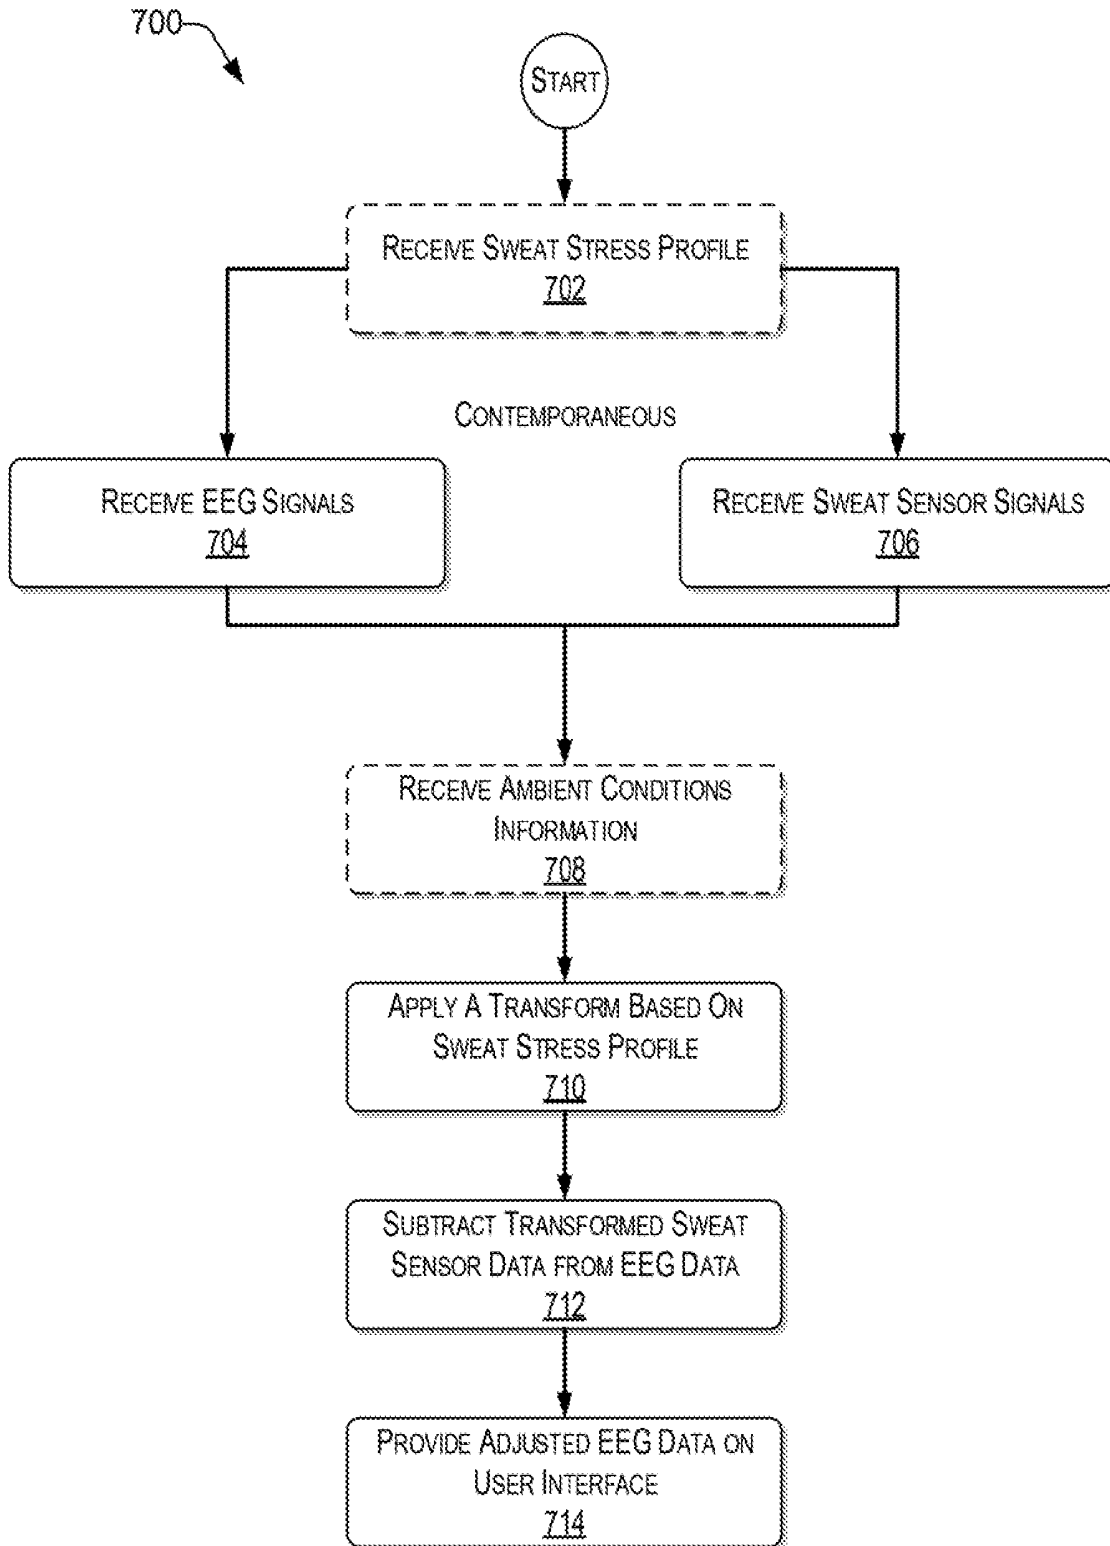 700
START
RECEIVE SWEAT STRESS PROFILE
702
CONTEMPORANEOUS
RECEIVE EEG SIGNALS
704
RECEIVE SWEAT SENSOR SIGNALS
706
RECEIVE AMBIENT CONDITIONS
INFORMATION
708
APPLY A TRANSFORM BASED ON
SWEAT STRESS PROFILE
710
SUBTRACT TRANSFORMED SWEAT
SENSOR DATA FROM EEG DATA
712
PROVIDE ADJUSTED EEG DATA ON
USER INTERFACE
714